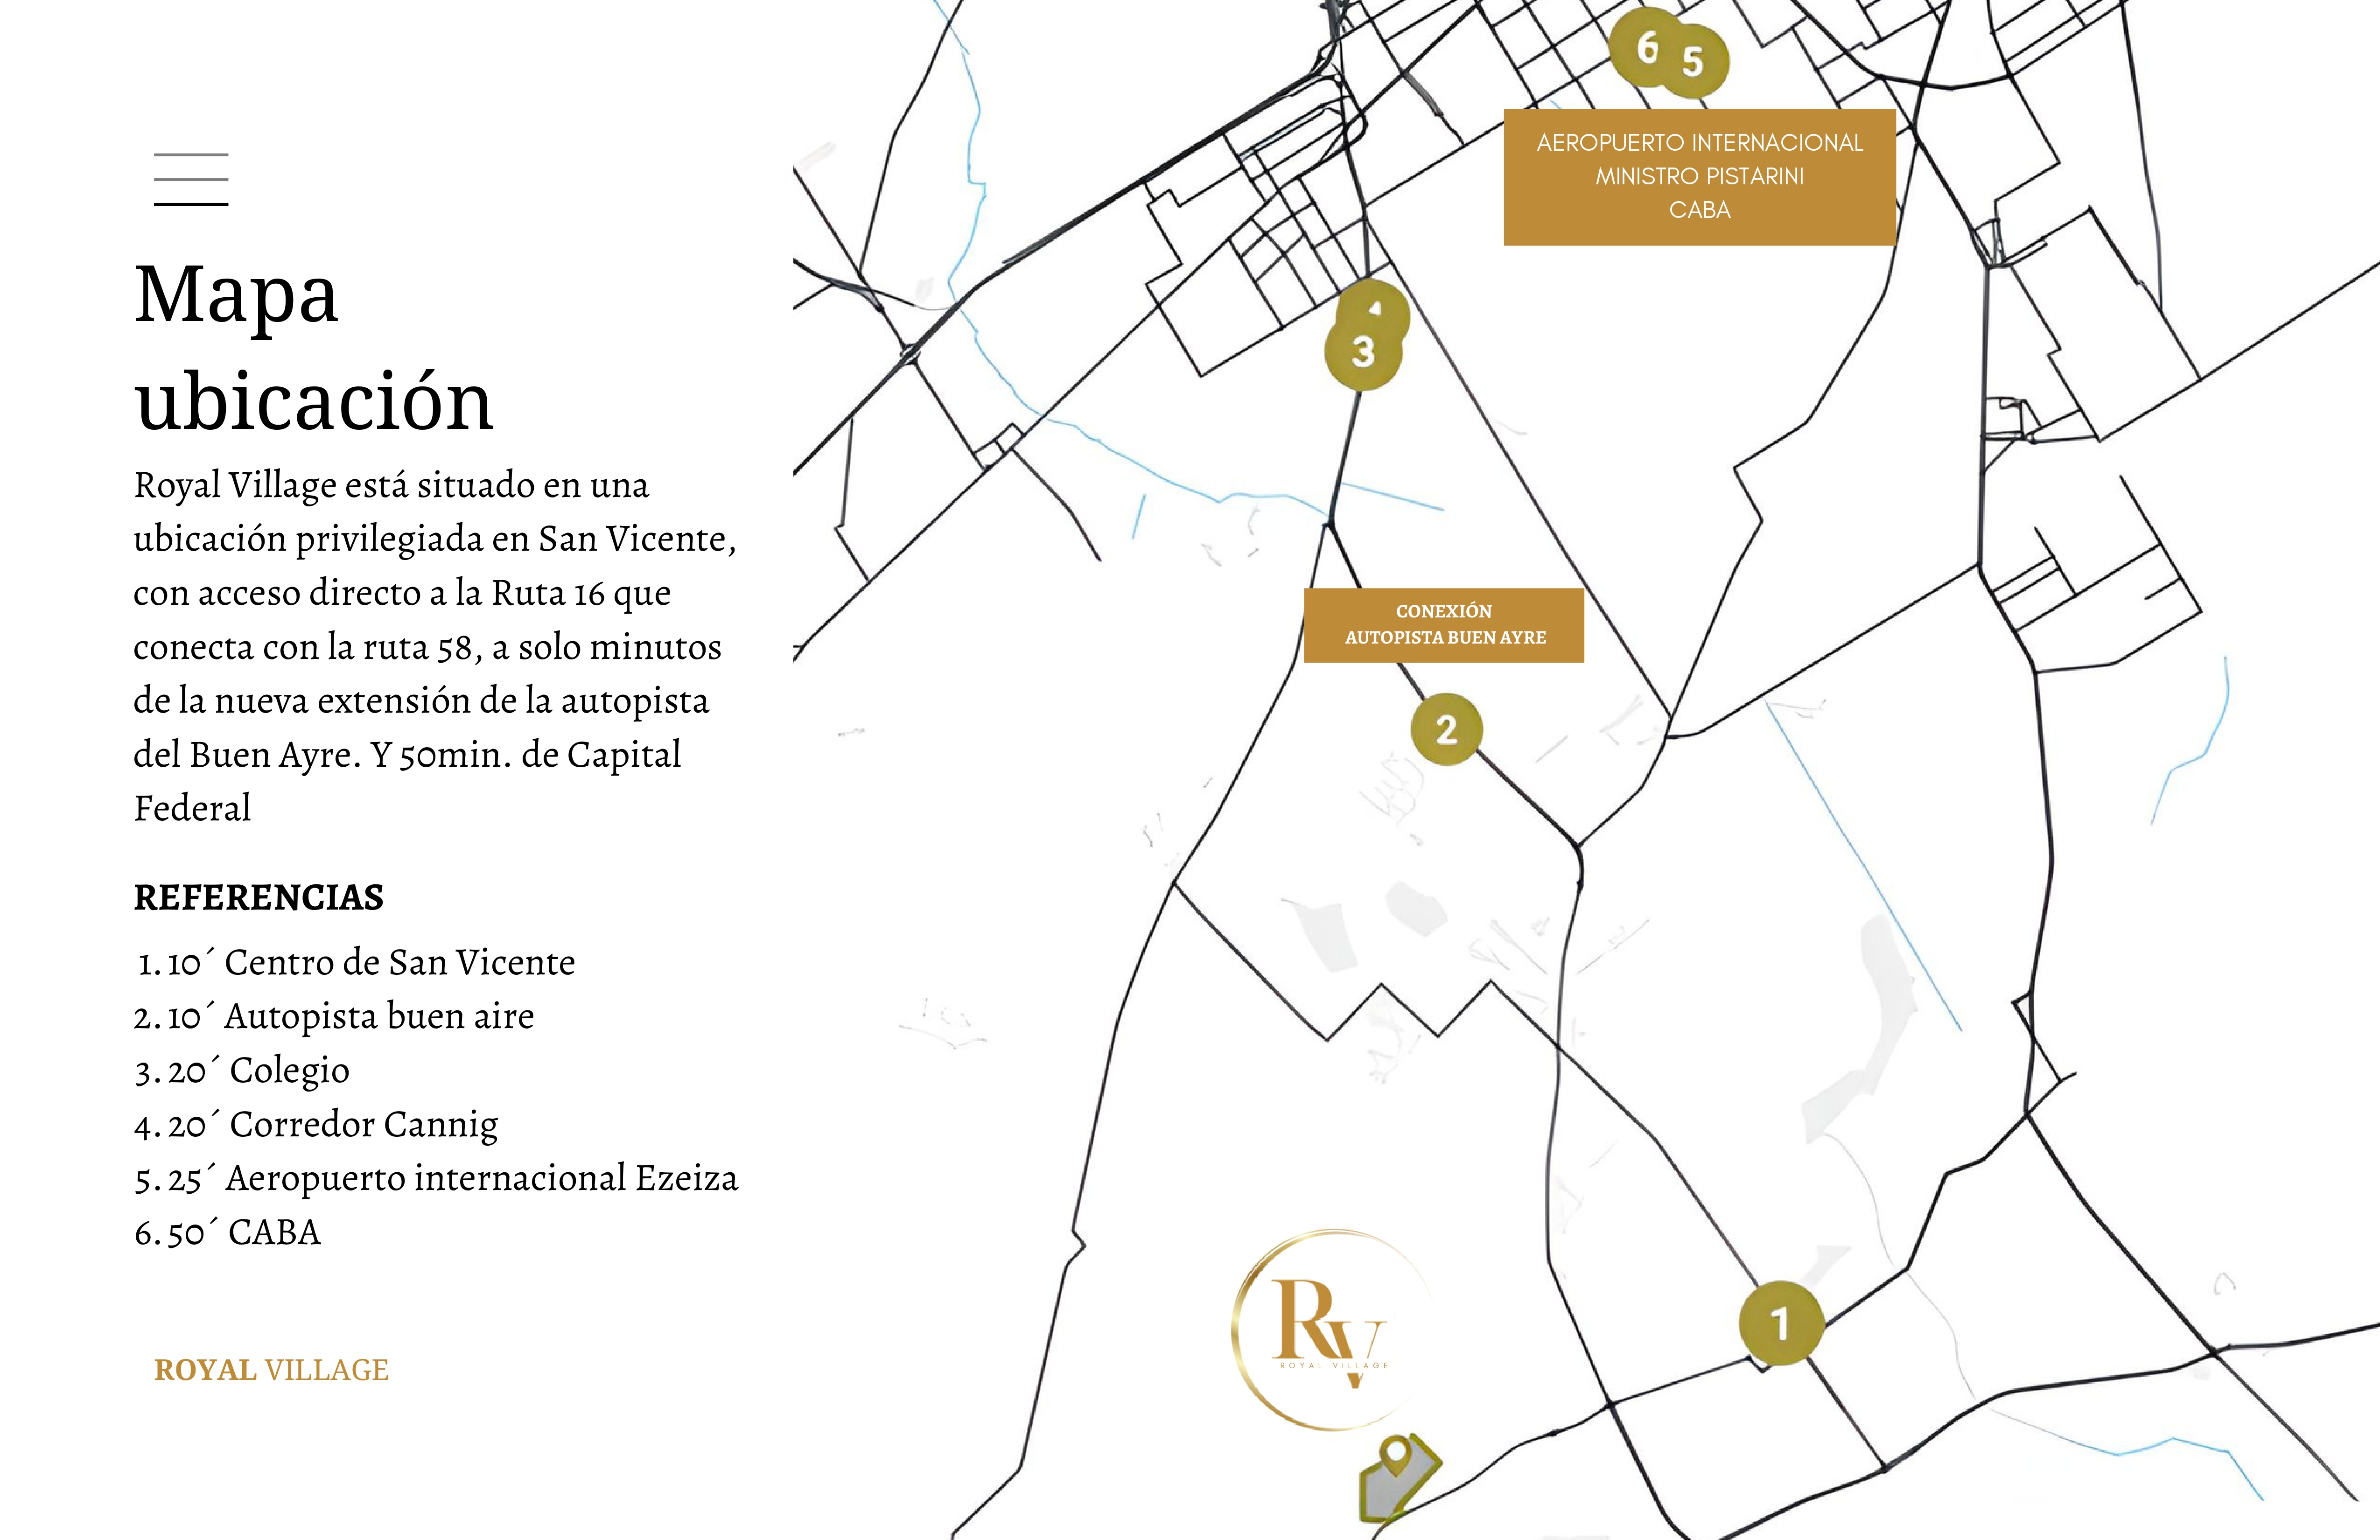 Mapa
ubicación
Royal Village está situado en una
ubicación privilegiada en San Vicente,
con acceso directo a la Ruta 16 que
conecta con la ruta 58, a solo minutos
de la nueva extensión de la autopista
del Buen Ayre. Y 50min. de Capital
Federal
REFERENCIAS
1. 10´ Centro de San Vicente
2. 10´ Autopista buen aire
3. 20´ Colegio
4. 20´ Corredor Cannig
5. 25´ Aeropuerto internacional Ezeiza
6. 50´ CABA
ROYAL VILLAGE
6 5
AEROPUERTO INTERNACIONAL
MINISTRO PISTARINI
CABA
4
3
CONEXIÓN
AUTOPISTA BUEN AYRE
2
1
RV
ROYAL VILLAGE